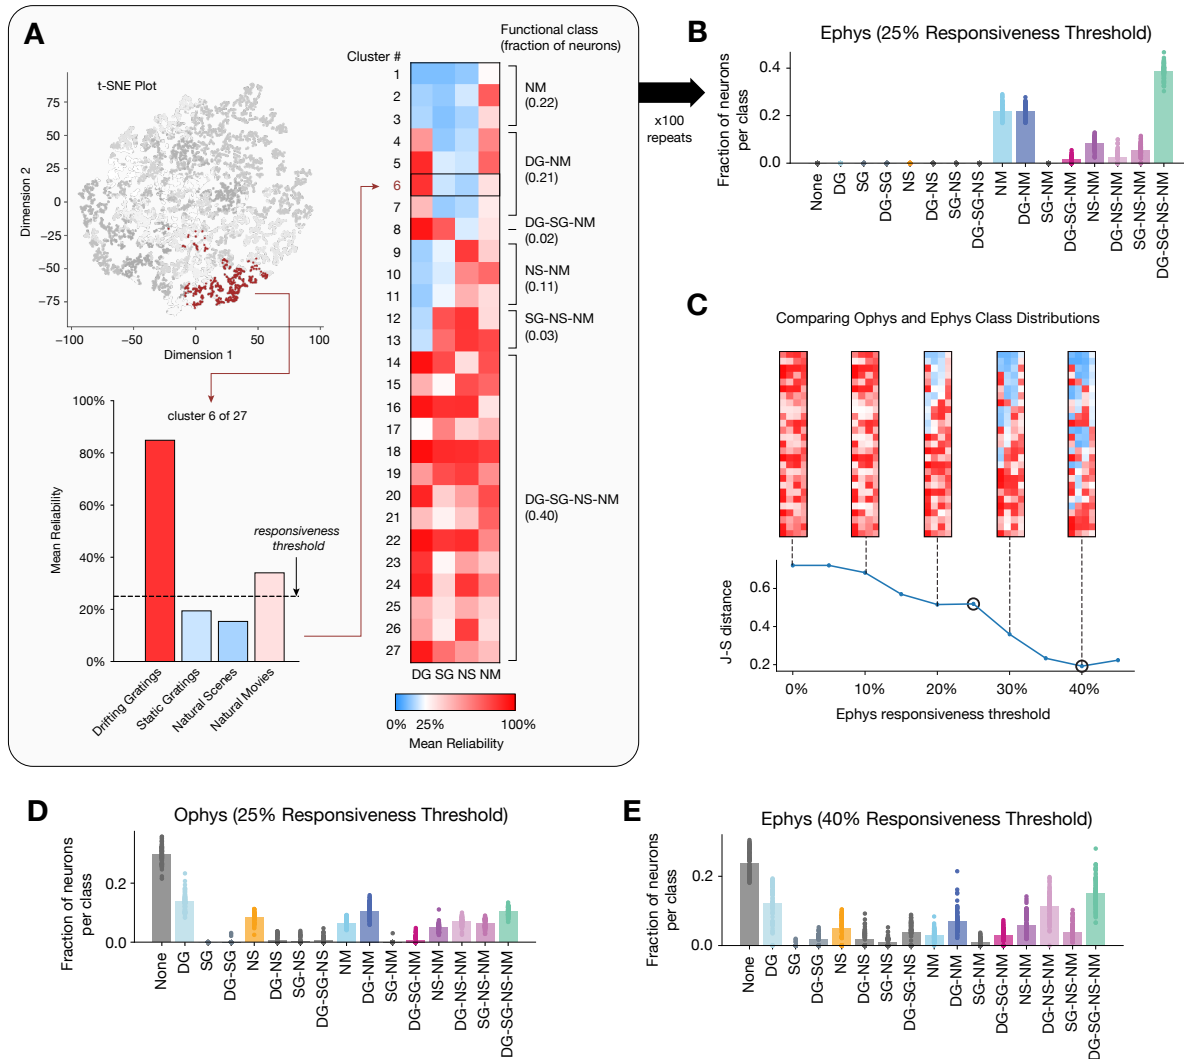 A
t-SNE Plot
Dimension 2
75
50
25
0
−25
−50
−75
−100
−50
0
50
100
Dimension 1
cluster 6 of 27
Mean Reliability
100%
80%
60%
40%
20%
0%
responsiveness
threshold
Drifting Gratings
Static Gratings
Natural Scenes
Natural Movies
Cluster #
Functional class
(fraction of neurons)
1
2
3
4
5
6
7
8
9
10
11
12
13
14
15
16
17
18
19
20
21
22
23
24
25
26
27
NM
(0.22)
DG-NM
(0.21)
DG-SG-NM
(0.02)
NS-NM
(0.11)
SG-NS-NM
(0.03)
DG-SG-NS-NM
(0.40)
DG SG NS NM
0% 25% 100%
Mean Reliability
x100
repeats
B
Ephys (25% Responsiveness Threshold)
Fraction of neurons
per class
0.4
0.2
0.0
None
DG
SG
DG-SG
NS
DG-NS
SG-NS
DG-SG-NS
NM
DG-NM
SG-NM
DG-SG-NM
NS-NM
DG-NS-NM
SG-NS-NM
DG-SG-NS-NM
C
Comparing Ophys and Ephys Class Distributions
J-S distance
0.6
0.4
0.2
0%
10%
20%
30%
40%
Ephys responsiveness threshold
D
Ophys (25% Responsiveness Threshold)
Fraction of neurons
per class
0.2
0.0
None
DG
SG
DG-SG
NS
DG-NS
SG-NS
DG-SG-NS
NM
DG-NM
SG-NM
DG-SG-NM
NS-NM
DG-NS-NM
SG-NS-NM
DG-SG-NS-NM
E
Ephys (40% Responsiveness Threshold)
Fraction of neurons
per class
0.2
0.0
None
DG
SG
DG-SG
NS
DG-NS
SG-NS
DG-SG-NS
NM
DG-NM
SG-NM
DG-SG-NM
NS-NM
DG-NS-NM
SG-NS-NM
DG-SG-NS-NM